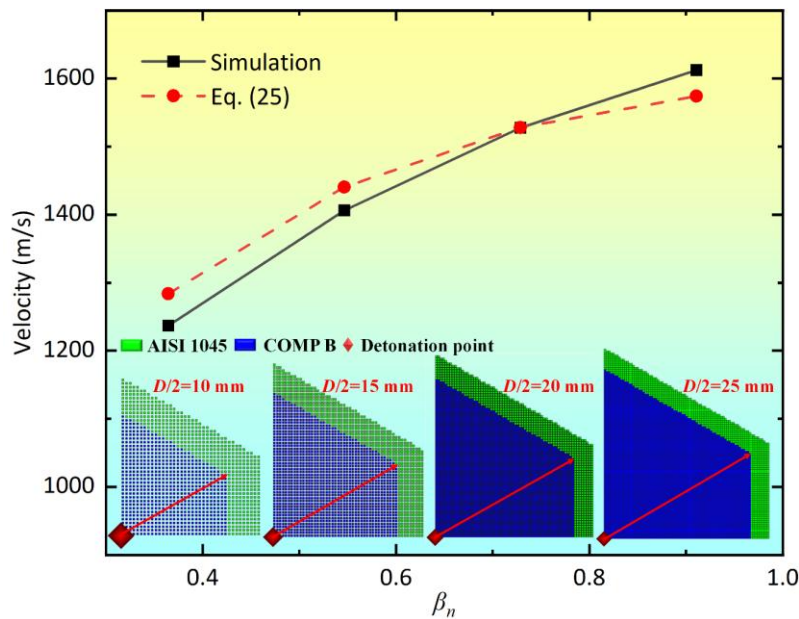 1600
Simulation
Eq. (25)
1400
Velocity (m/s)
1200
AISI 1045 COMP B Detonation point
D/2=10 mm D/2=15 mm D/2=20 mm D/2=25 mm
1000
0.4 0.6 0.8 1.0
βn